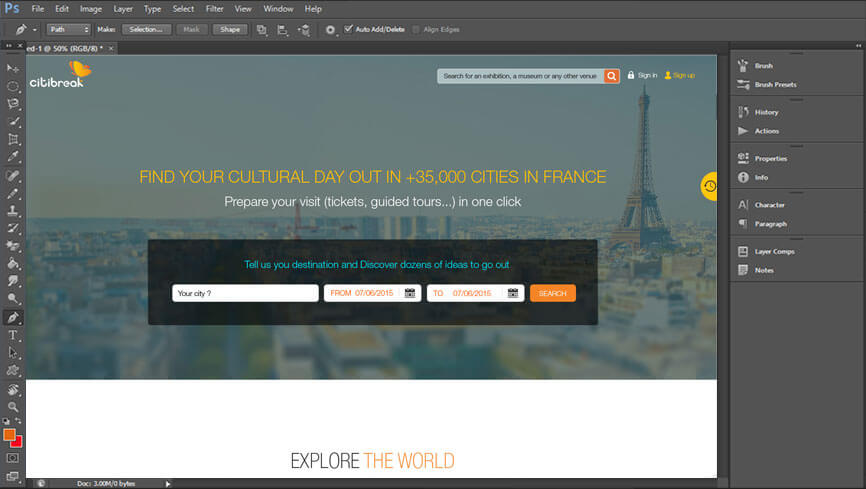 Ps File Edit Image Layer Type Select Filter View Window Help
Path Make: Selection... Mask Shape Auto Add/Delete Align Edges
ed-1 @ 50% (RGB/8) * ×
citibreak
Search for an exhibition, a museum or any other venue Sign in Sign up
FIND YOUR CULTURAL DAY OUT IN +35,000 CITIES IN FRANCE
Prepare your visit (tickets, guided tours...) in one click
Tell us you destination and Discover dozens of ideas to go out
Your city ? FROM 07/06/2015 TO 07/06/2015 SEARCH
EXPLORE THE WORLD
Doc: 3.00M/0 bytes
Brush
Brush Presets
History
Actions
Properties
Info
Character
Paragraph
Layer Comps
Notes